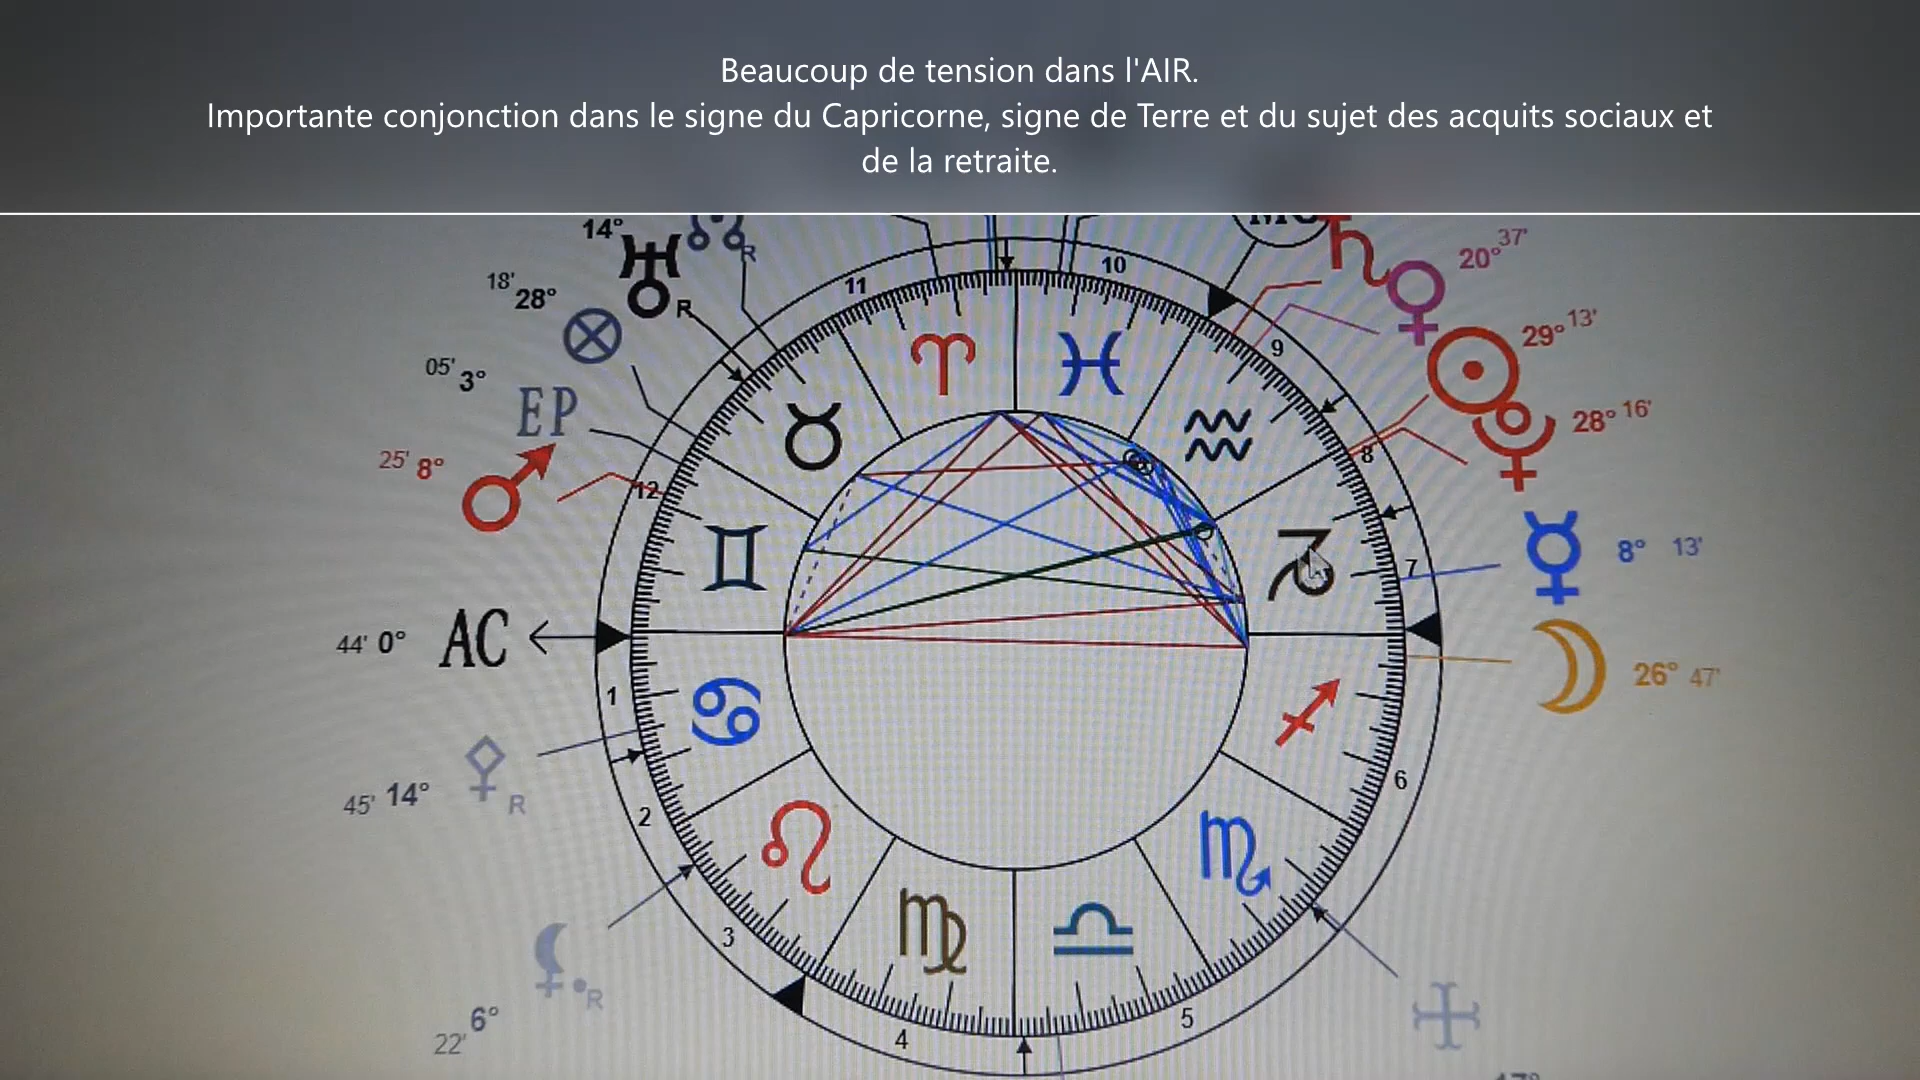 Beaucoup de tension dans l'AIR.
Importante conjonction dans le signe du Capricorne, signe de Terre et du sujet des acquits sociaux et
de la retraite.
14°
R
R
18' 28°
05' 3°
EP
25' 8°
44' 0° AC
45' 14°
R
22' 6°
R
20° 37'
29° 13'
28° 16'
8° 13'
26° 47'
10
11
9
8
12
7
1
6
2
3
5
4